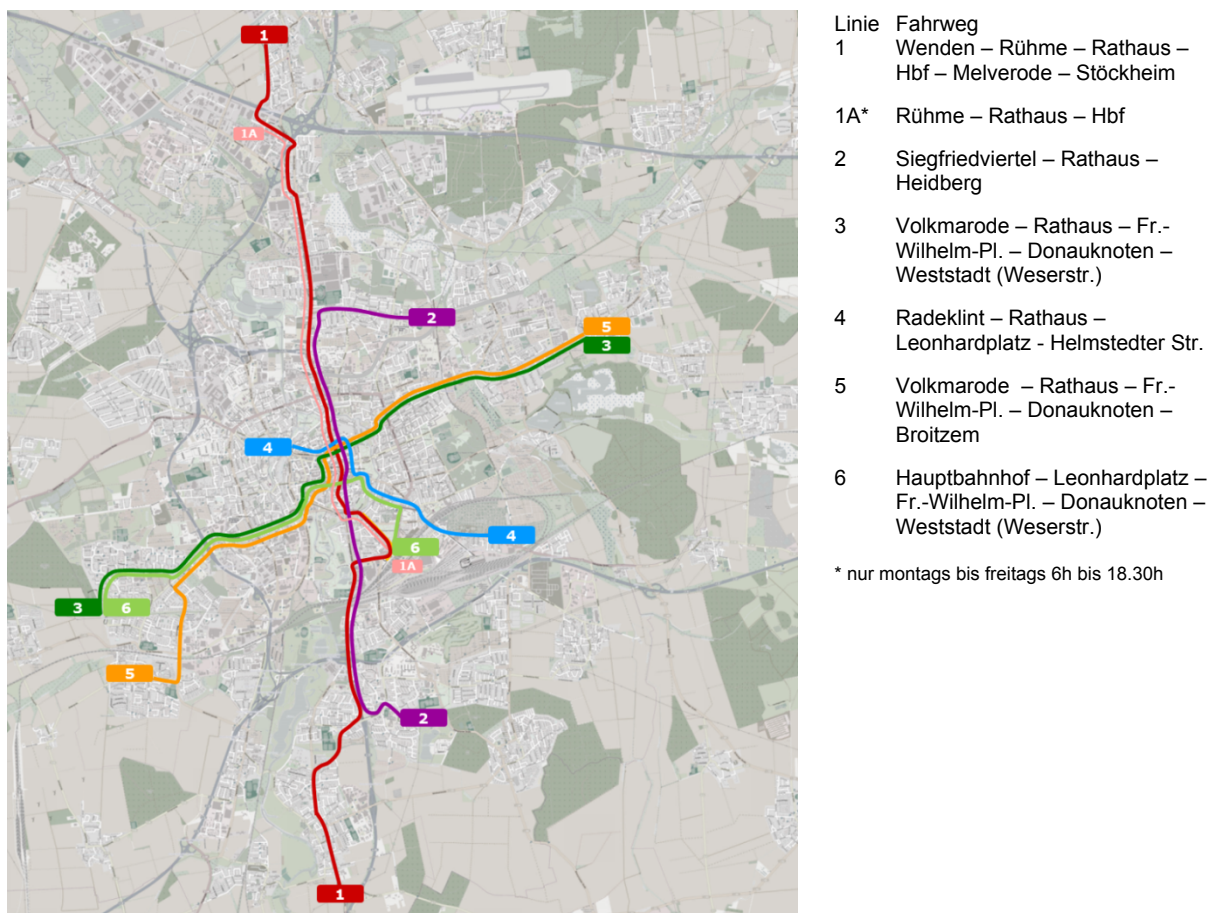 1
1A
2
5
3
4
4
6
1A
3
6
5
2
1
Linie Fahrweg
1 Wenden – Rühme – Rathaus –
Hbf – Melverode – Stöckheim
1A* Rühme – Rathaus – Hbf
2 Siegfriedviertel – Rathaus –
Heidberg
3 Volkmarode – Rathaus – Fr.-
Wilhelm-Pl. – Donauknoten –
Weststadt (Weserstr.)
4 Radeklint – Rathaus –
Leonhardplatz - Helmstedter Str.
5 Volkmarode – Rathaus – Fr.-
Wilhelm-Pl. – Donauknoten –
Broitzem
6 Hauptbahnhof – Leonhardplatz –
Fr.-Wilhelm-Pl. – Donauknoten –
Weststadt (Weserstr.)
* nur montags bis freitags 6h bis 18.30h